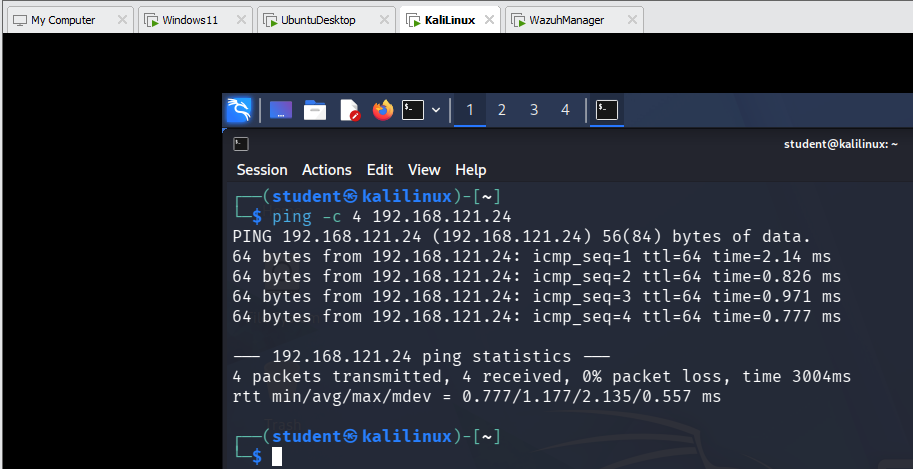 My Computer
Windows11
UbuntuDesktop
KaliLinux
WazuhManager
1 2 3 4
student@kalilinux: ~
Session Actions Edit View Help
┌──(student㉿kalilinux)-[~]
└─$ ping -c 4 192.168.121.24
PING 192.168.121.24 (192.168.121.24) 56(84) bytes of data.
64 bytes from 192.168.121.24: icmp_seq=1 ttl=64 time=2.14 ms
64 bytes from 192.168.121.24: icmp_seq=2 ttl=64 time=0.826 ms
64 bytes from 192.168.121.24: icmp_seq=3 ttl=64 time=0.971 ms
64 bytes from 192.168.121.24: icmp_seq=4 ttl=64 time=0.777 ms
--- 192.168.121.24 ping statistics ---
4 packets transmitted, 4 received, 0% packet loss, time 3004ms
rtt min/avg/max/mdev = 0.777/1.177/2.135/0.557 ms
┌──(student㉿kalilinux)-[~]
└─$